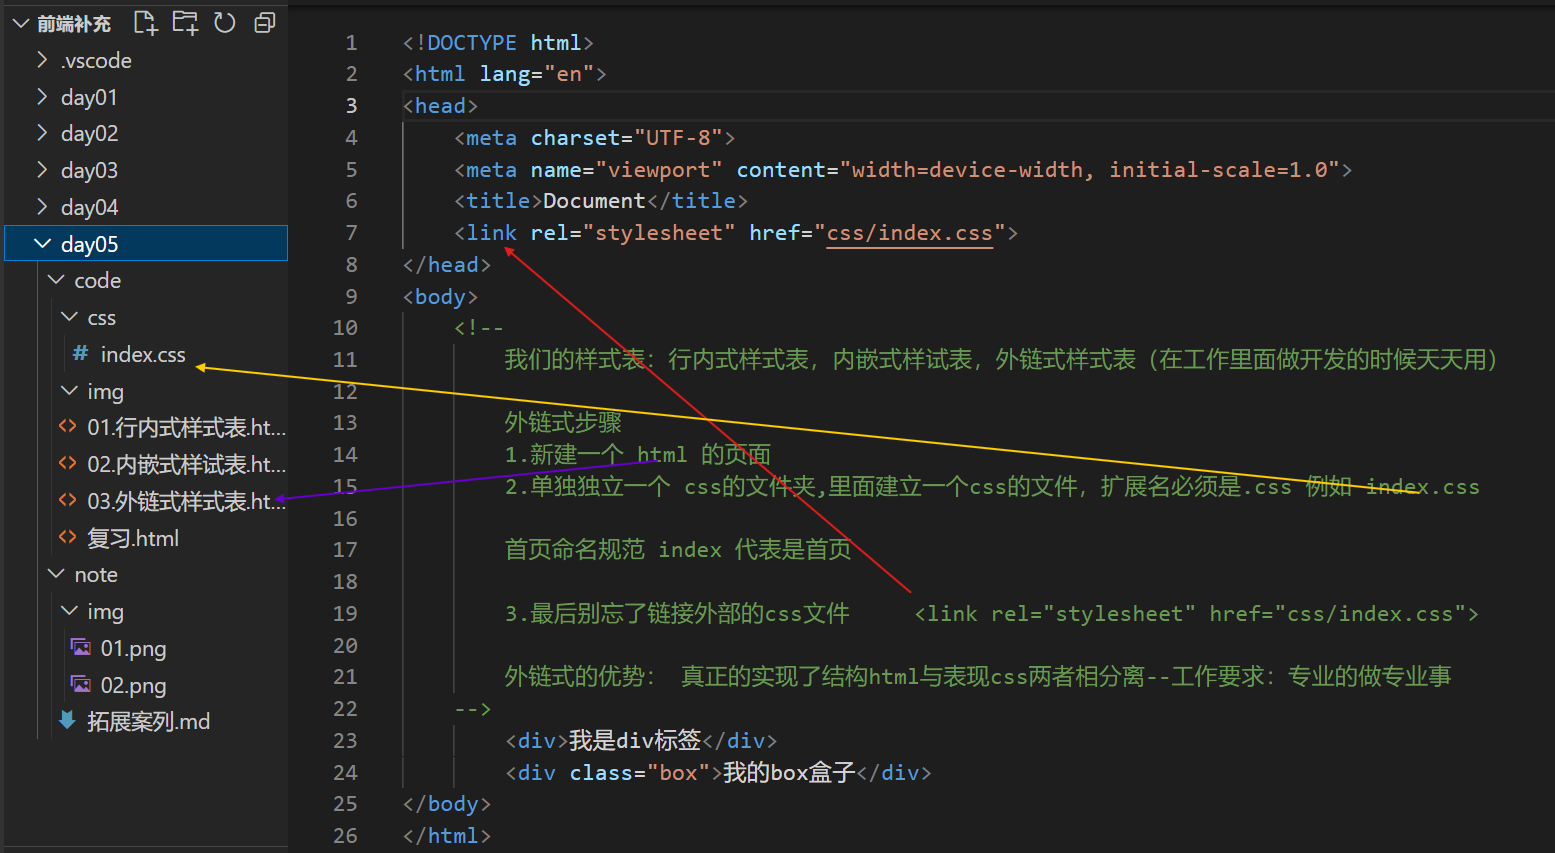 前端补充
.vscode
day01
day02
day03
day04
day05
code
css
# index.css
img
<> 01.行内式样式表.ht...
<> 02.内嵌式样试表.ht...
<> 03.外链式样式表.ht...
<> 复习.html
note
img
01.png
02.png
拓展案列.md
1 <!DOCTYPE html>
2 <html lang="en">
3 <head>
4 <meta charset="UTF-8">
5 <meta name="viewport" content="width=device-width, initial-scale=1.0">
6 <title>Document</title>
7 <link rel="stylesheet" href="css/index.css">
8 </head>
9 <body>
10 <!--
11 我们的样式表：行内式样式表，内嵌式样试表，外链式样式表（在工作里面做开发的时候天天用）
12
13 外链式步骤
14 1.新建一个 html 的页面
15 2.单独独立一个 css的文件夹,里面建立一个css的文件，扩展名必须是.css 例如 index.css
16
17 首页命名规范 index 代表是首页
18
19 3.最后别忘了链接外部的css文件 <link rel="stylesheet" href="css/index.css">
20
21 外链式的优势： 真正的实现了结构html与表现css两者相分离--工作要求：专业的做专业事
22 -->
23 <div>我是div标签</div>
24 <div class="box">我的box盒子</div>
25 </body>
26 </html>